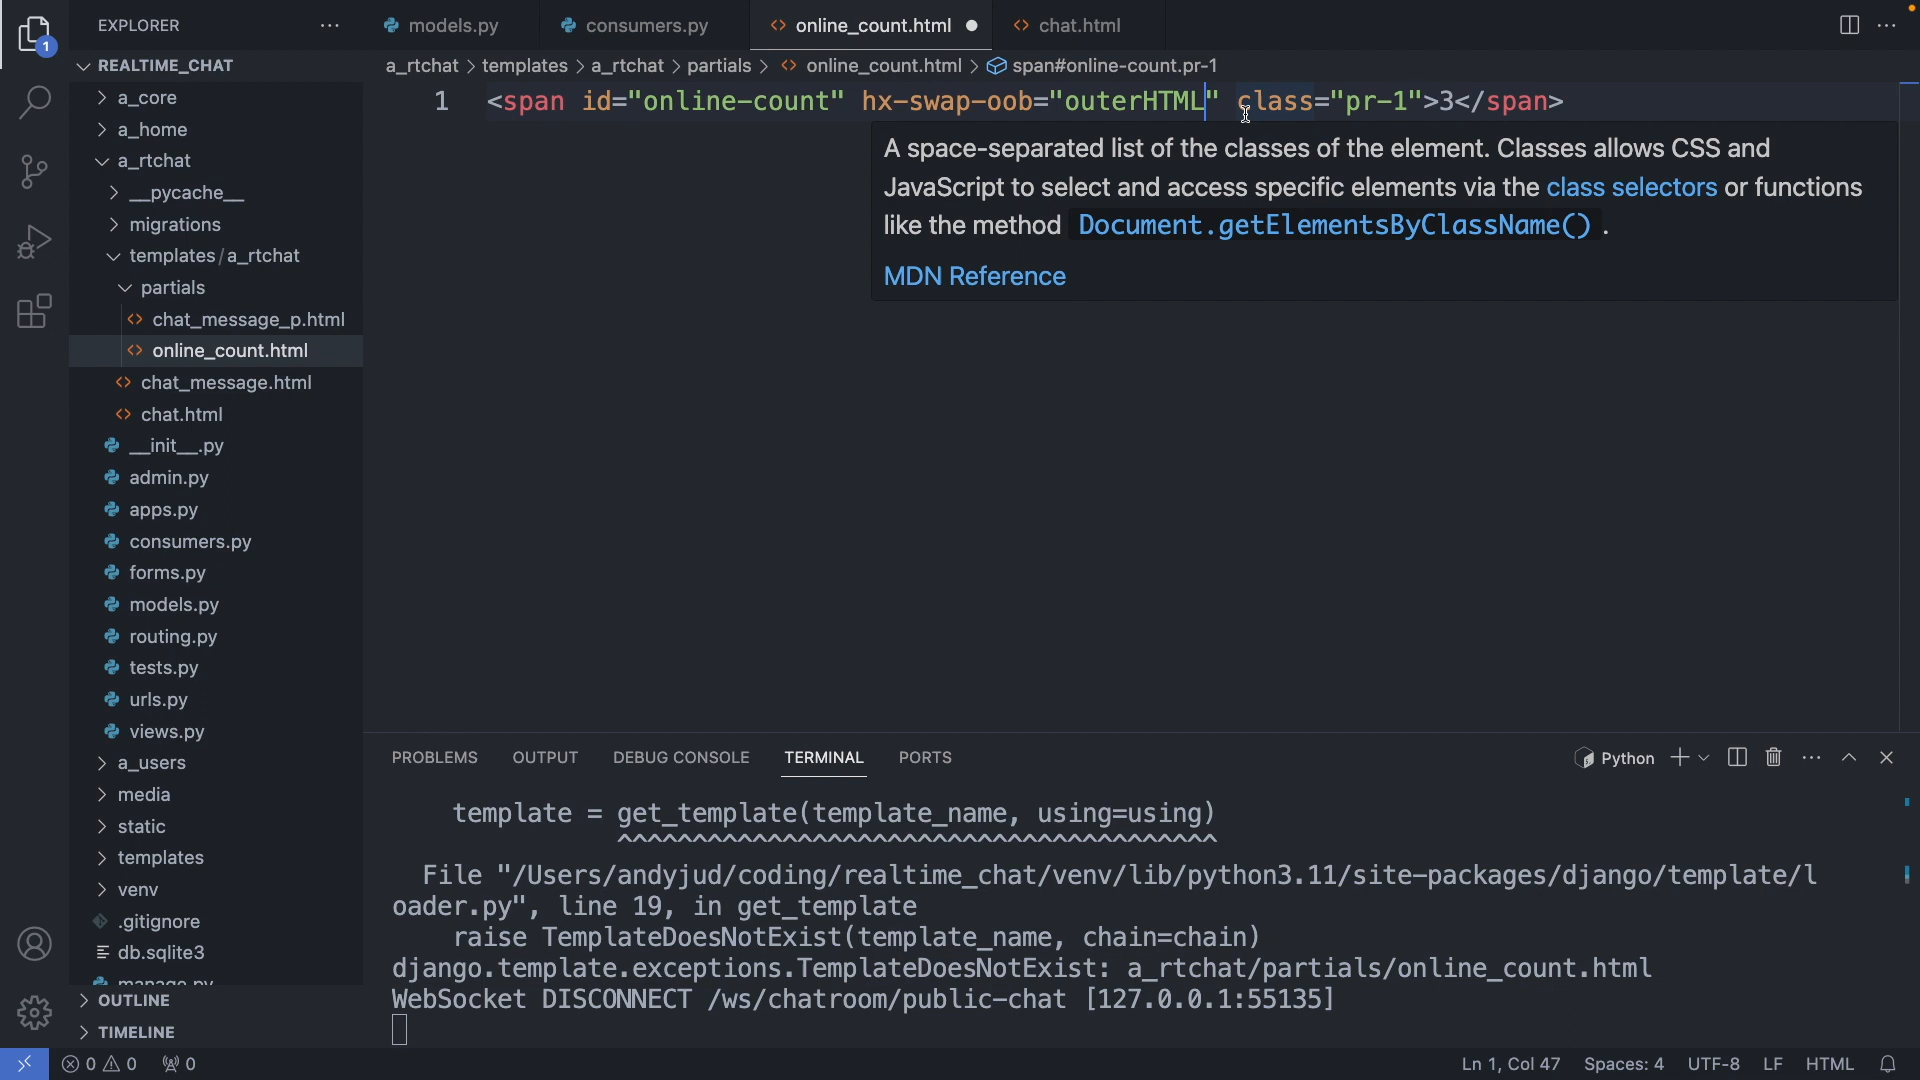 EXPLORER
models.py
consumers.py
online_count.html
chat.html
1
REALTIME_CHAT
a_rtchat > templates > a_rtchat > partials > online_count.html > span#online-count.pr-1
a_core
a_home
a_rtchat
__pycache__
migrations
templates/a_rtchat
partials
chat_message_p.html
online_count.html
chat_message.html
chat.html
__init__.py
admin.py
apps.py
consumers.py
forms.py
models.py
routing.py
tests.py
urls.py
views.py
a_users
media
static
templates
venv
.gitignore
db.sqlite3
manage.py
OUTLINE
TIMELINE
1 <span id="online-count" hx-swap-oob="outerHTML" class="pr-1">3</span>
A space-separated list of the classes of the element. Classes allows CSS and
JavaScript to select and access specific elements via the class selectors or functions
like the method Document.getElementsByClassName() .
MDN Reference
PROBLEMS OUTPUT DEBUG CONSOLE TERMINAL PORTS
Python
template = get_template(template_name, using=using)
^^^^^^^^^^^^^^^^^^^^^^^^^^^^^^^^^^^^^^^^
File "/Users/andyjud/coding/realtime_chat/venv/lib/python3.11/site-packages/django/template/l
oader.py", line 19, in get_template
raise TemplateDoesNotExist(template_name, chain=chain)
django.template.exceptions.TemplateDoesNotExist: a_rtchat/partials/online_count.html
WebSocket DISCONNECT /ws/chatroom/public-chat [127.0.0.1:55135]
0 0 0
Ln 1, Col 47 Spaces: 4 UTF-8 LF HTML